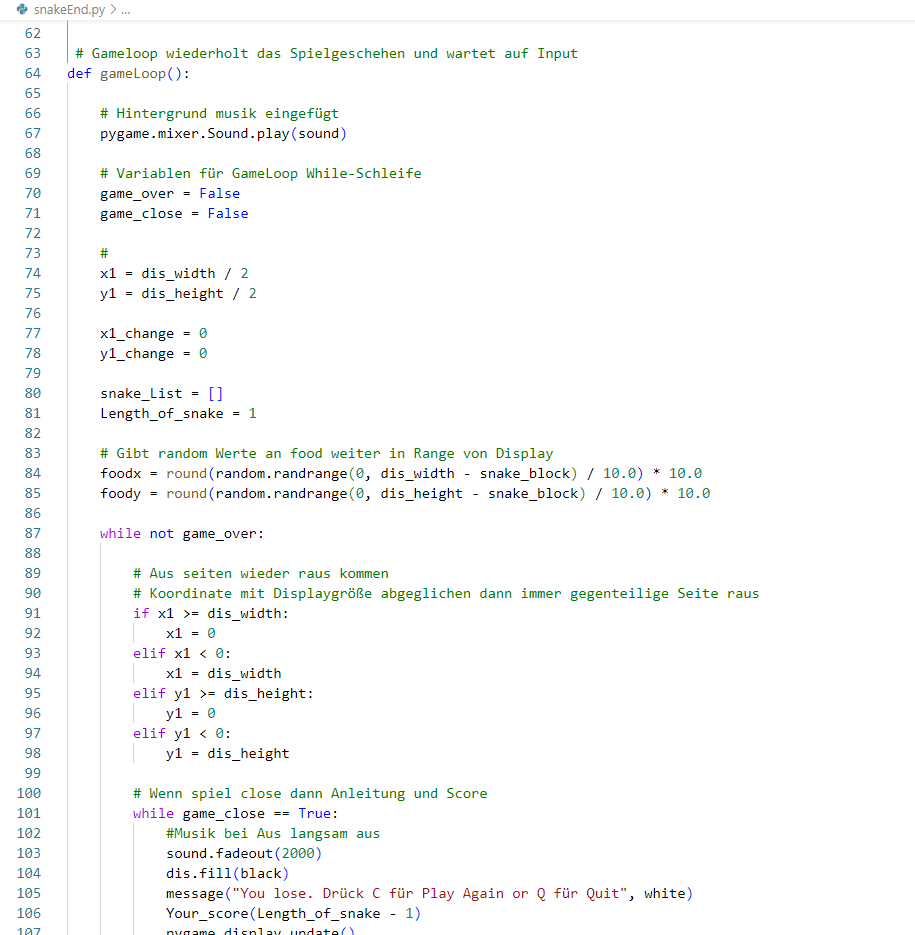 snakeEnd.py > ...
62
63 # Gameloop wiederholt das Spielgeschehen und wartet auf Input
64 def gameLoop():
65
66 # Hintergrund musik eingefügt
67 pygame.mixer.Sound.play(sound)
68
69 # Variablen für GameLoop While-Schleife
70 game_over = False
71 game_close = False
72
73 #
74 x1 = dis_width / 2
75 y1 = dis_height / 2
76
77 x1_change = 0
78 y1_change = 0
79
80 snake_List = []
81 Length_of_snake = 1
82
83 # Gibt random Werte an food weiter in Range von Display
84 foodx = round(random.randrange(0, dis_width - snake_block) / 10.0) * 10.0
85 foody = round(random.randrange(0, dis_height - snake_block) / 10.0) * 10.0
86
87 while not game_over:
88
89 # Aus seiten wieder raus kommen
90 # Koordinate mit Displaygröße abgeglichen dann immer gegenteilige Seite raus
91 if x1 >= dis_width:
92 x1 = 0
93 elif x1 < 0:
94 x1 = dis_width
95 elif y1 >= dis_height:
96 y1 = 0
97 elif y1 < 0:
98 y1 = dis_height
99
100 # Wenn spiel close dann Anleitung und Score
101 while game_close == True:
102 #Musik bei Aus langsam aus
103 sound.fadeout(2000)
104 dis.fill(black)
105 message("You lose. Drück C für Play Again or Q für Quit", white)
106 Your_score(Length_of_snake - 1)
107 pygame.display.update()